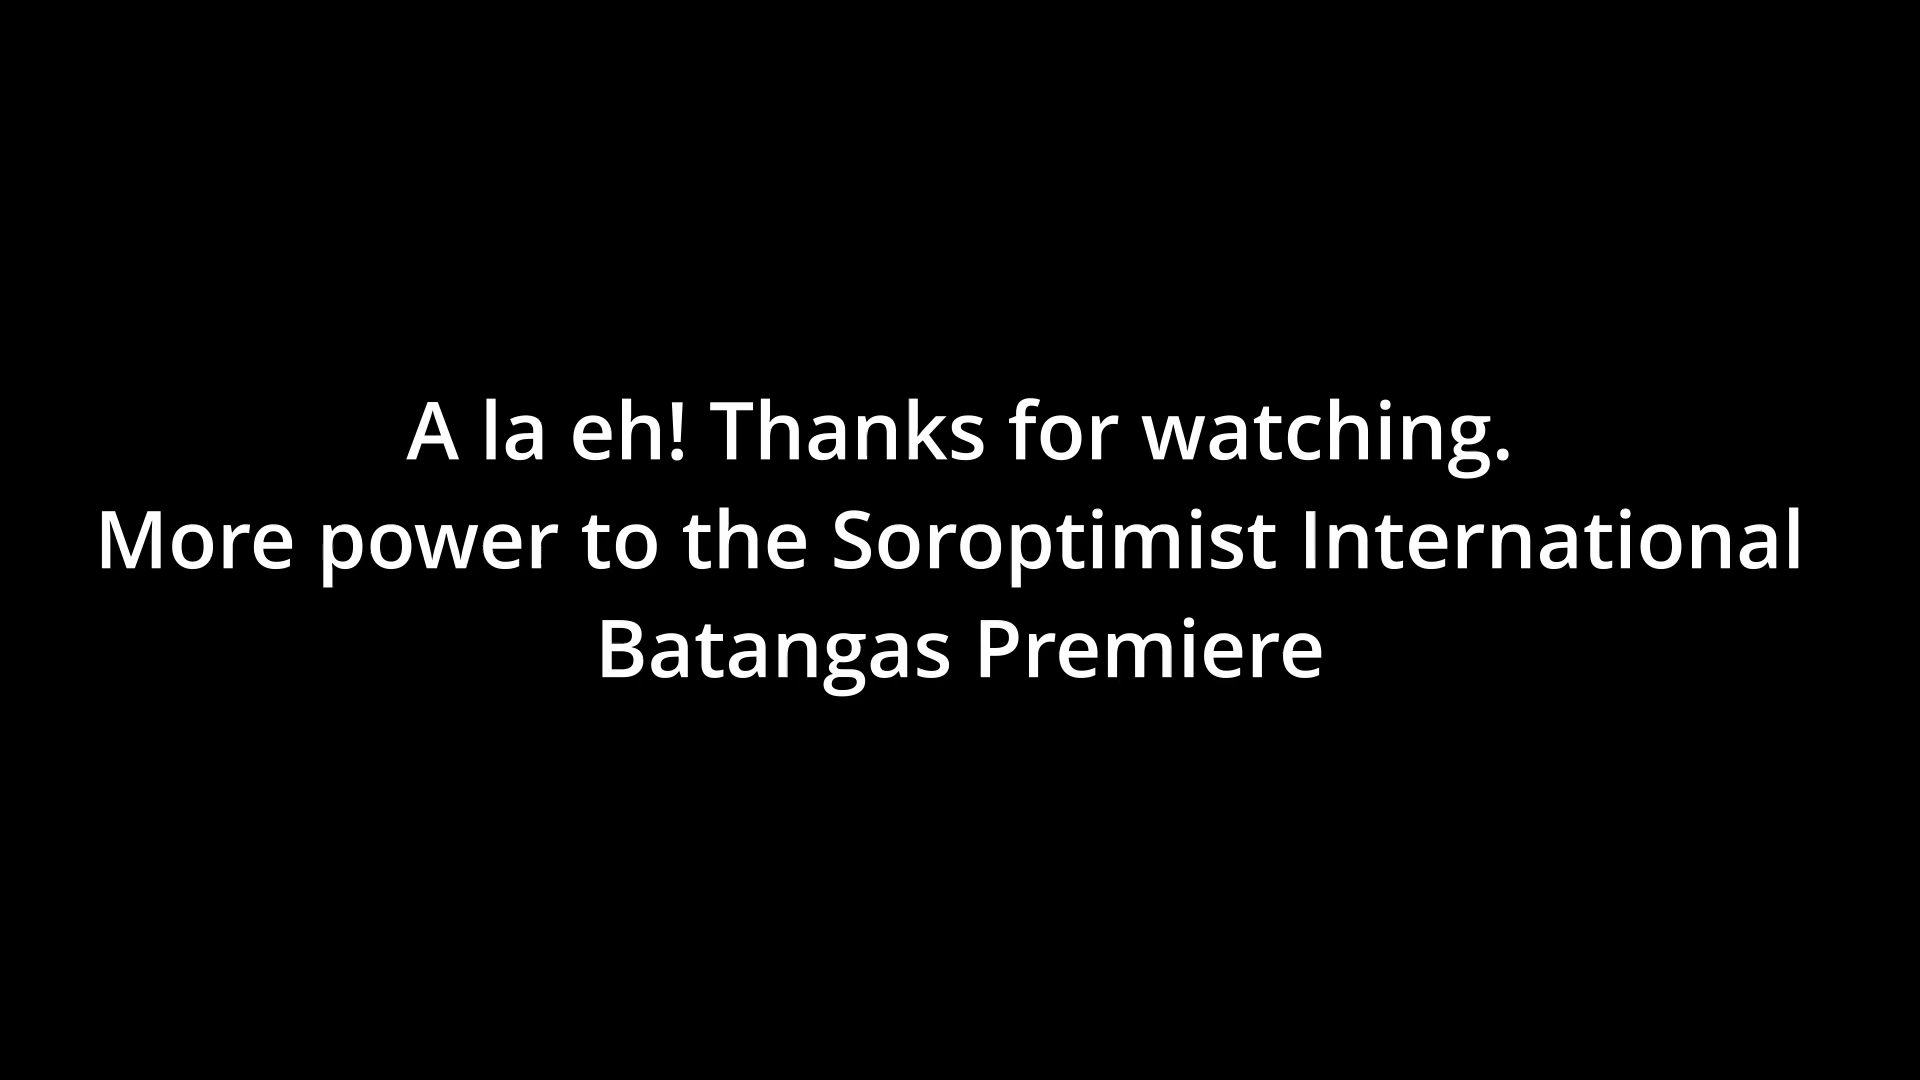 A la eh! Thanks for watching.
More power to the Soroptimist International
Batangas Premiere